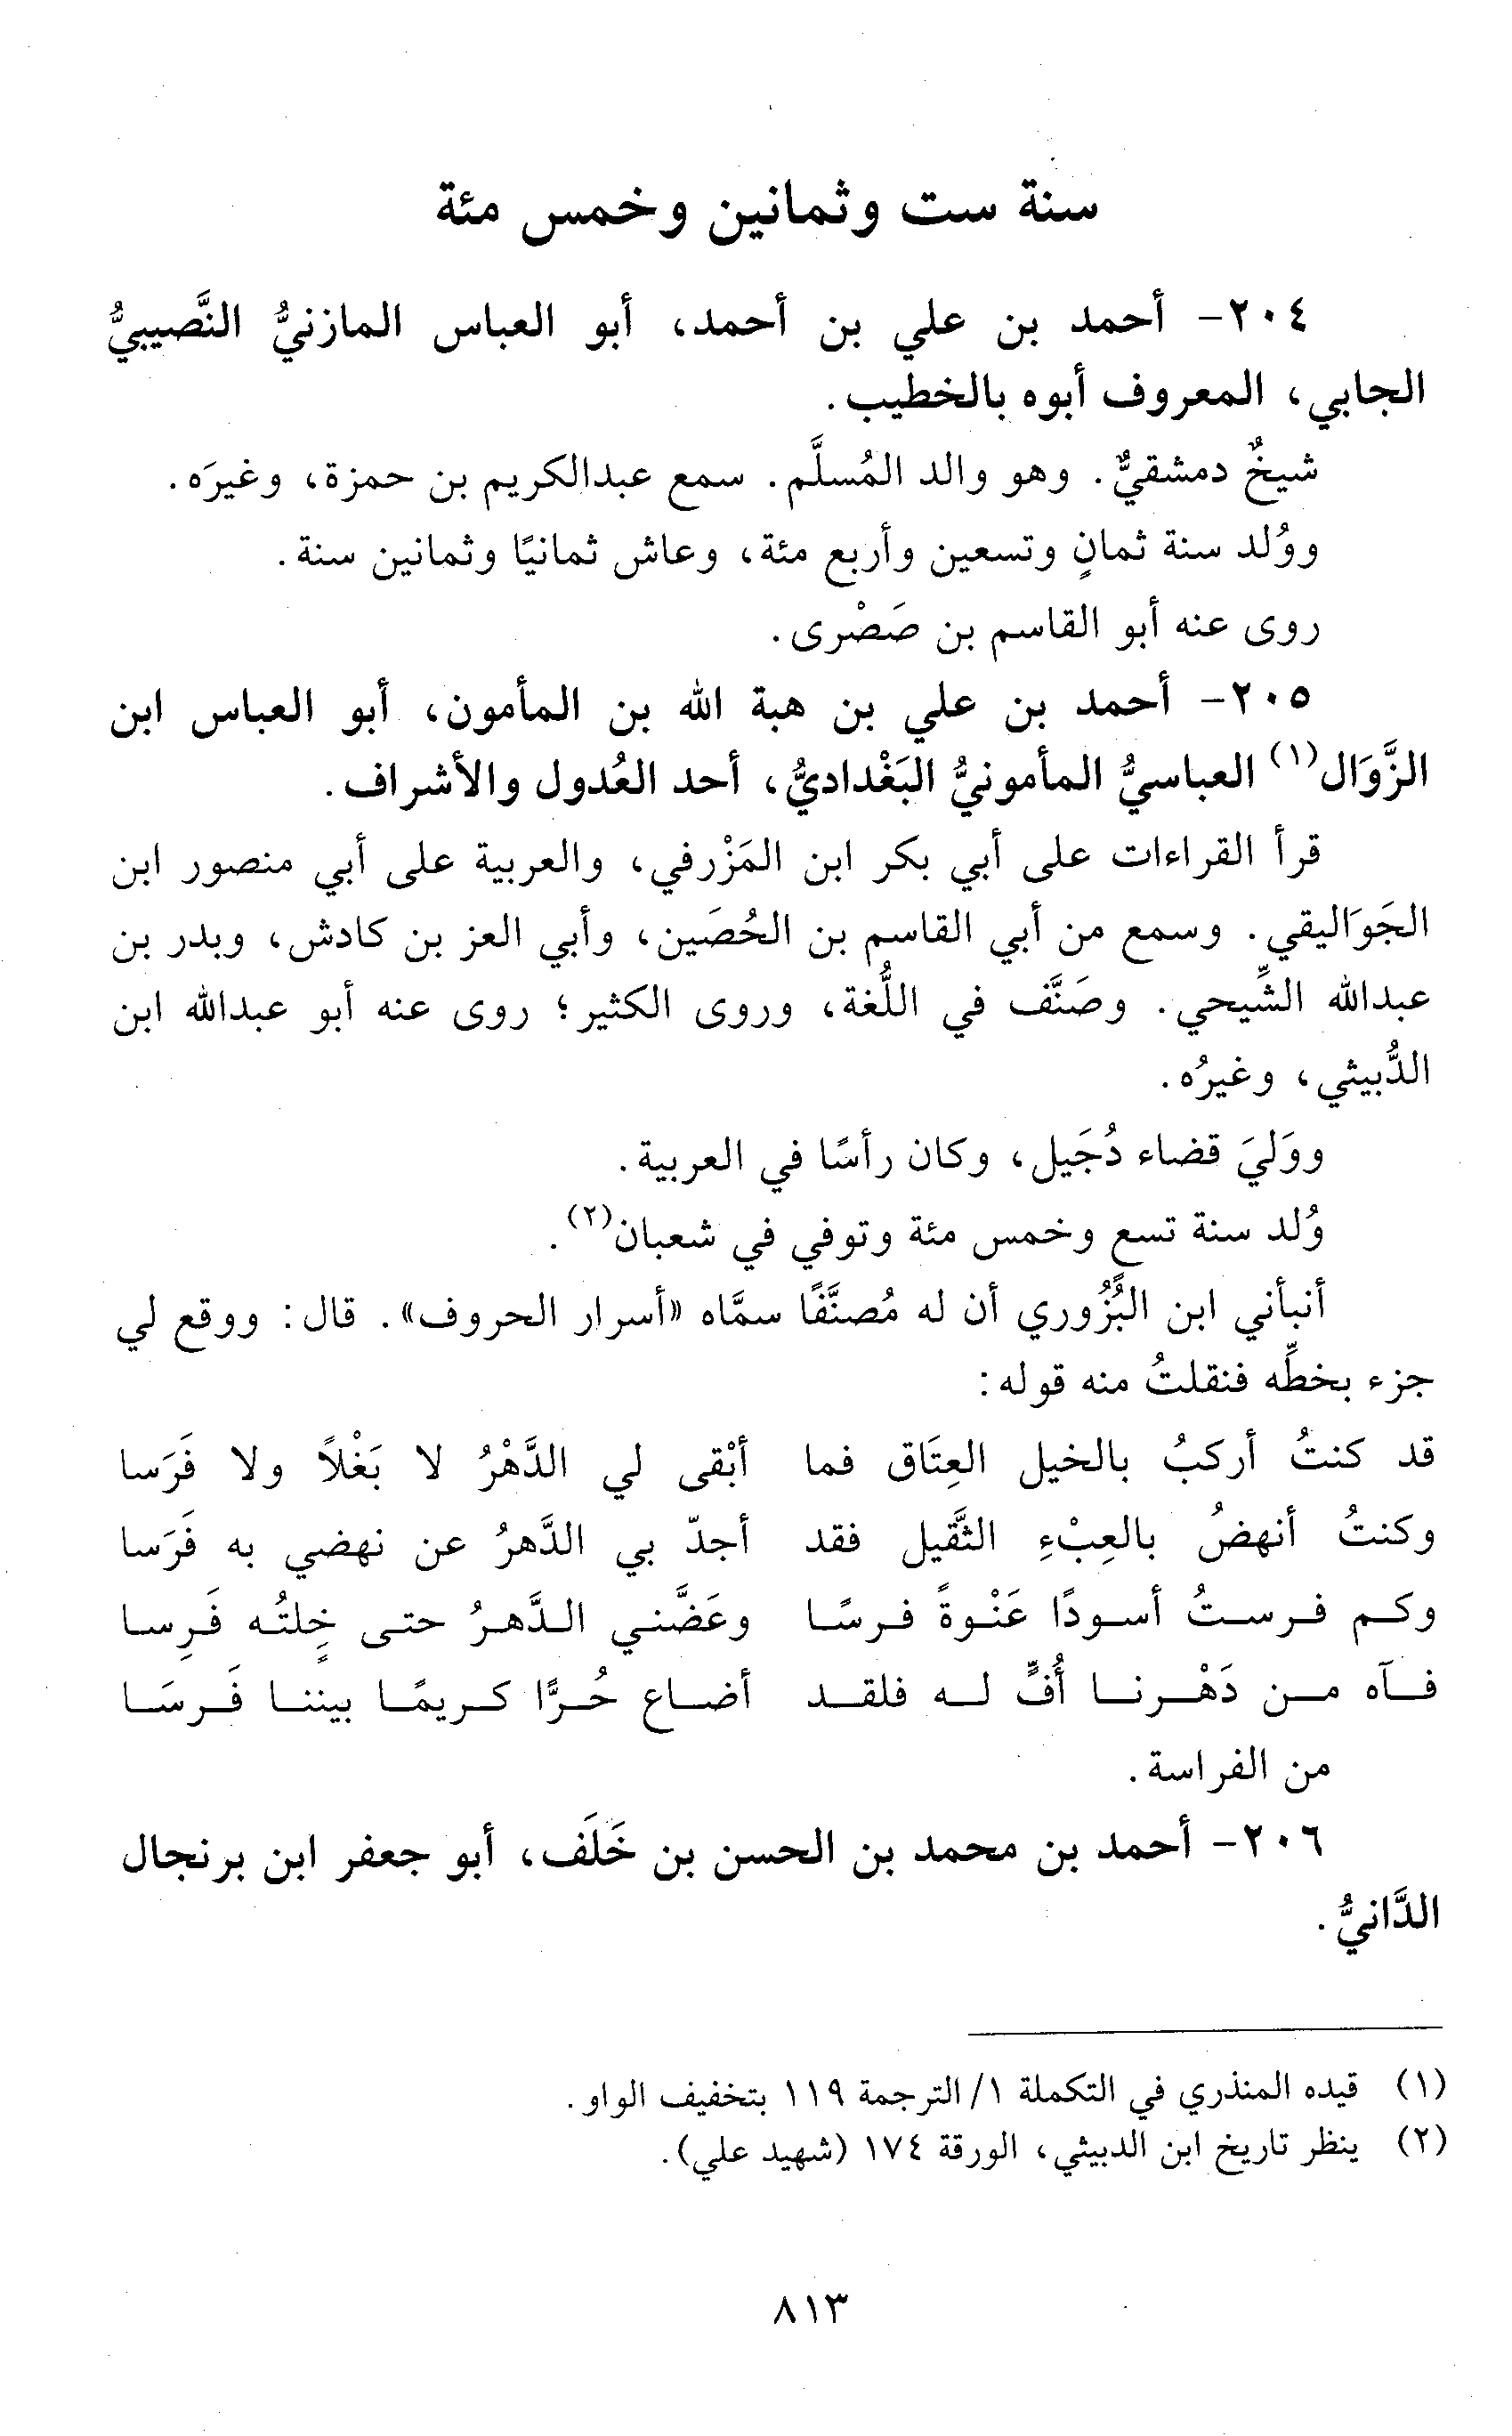 سنة ست وثمانين وخمس مئة
٢٠٤- أحمد بن علي بن أحمد، أبو العباس المازنيُّ النَّصيبيُّ
الجابي، المعروف أبوه بالخطيب.
شيخٌ دمشقيٌّ. وهو والد المُسلَّم. سمع عبدالكريم بن حمزة، وغيرَه.
ووُلد سنة ثمانٍ وتسعين وأربع مئة، وعاش ثمانيًا وثمانين سنة.
روى عنه أبو القاسم بن صَصْرى.
٢٠٥- أحمد بن علي بن هبة الله بن المأمون، أبو العباس ابن
الزَّوَال(١) العباسيُّ المأمونيُّ البَغْداديُّ، أحد العُدول والأشراف.
قرأ القراءات على أبي بكر ابن المَزْرفي، والعربية على أبي منصور ابن
الجَوَاليقي. وسمع من أبي القاسم بن الحُصَين، وأبي العز بن كادش، وبدر بن
عبدالله الشِّيحي. وصَنَّف في اللُّغة، وروى الكثير؛ روى عنه أبو عبدالله ابن
الدُّبيثي، وغيرُه.
ووَليَ قضاء دُجَيل، وكان رأسًا في العربية.
وُلد سنة تسع وخمس مئة وتوفي في شعبان(٢).
أنبأني ابن البُزُوري أن له مُصنَّفًا سمَّاه «أسرار الحروف». قال: ووقع لي
جزء بخطِّه فنقلتُ منه قوله:
قد كنتُ أركبُ بالخيل العِتَاق فما أبْقى لي الدَّهْرُ لا بَغْلاً ولا فَرَسا
وكنتُ أنهضُ بالعِبْءِ الثَّقيل فقد أجدّ بي الدَّهرُ عن نهضي به فَرَسا
وكم فرستُ أسودًا عَنْوةً فرسًا وعَضَّني الدَّهرُ حتى خِلتُه فَرِسا
فآه من دَهْرنا أُفٍّ له فلقد أضاع حُرًّا كريمًا بيننا فَرسَا
من الفراسة.
٢٠٦- أحمد بن محمد بن الحسن بن خَلَف، أبو جعفر ابن برنجال
الدَّانيُّ.
(١) قيده المنذري في التكملة ١/ الترجمة ١١٩ بتخفيف الواو.
(٢) ينظر تاريخ ابن الدبيثي، الورقة ١٧٤ (شهيد علي).
٨١٣